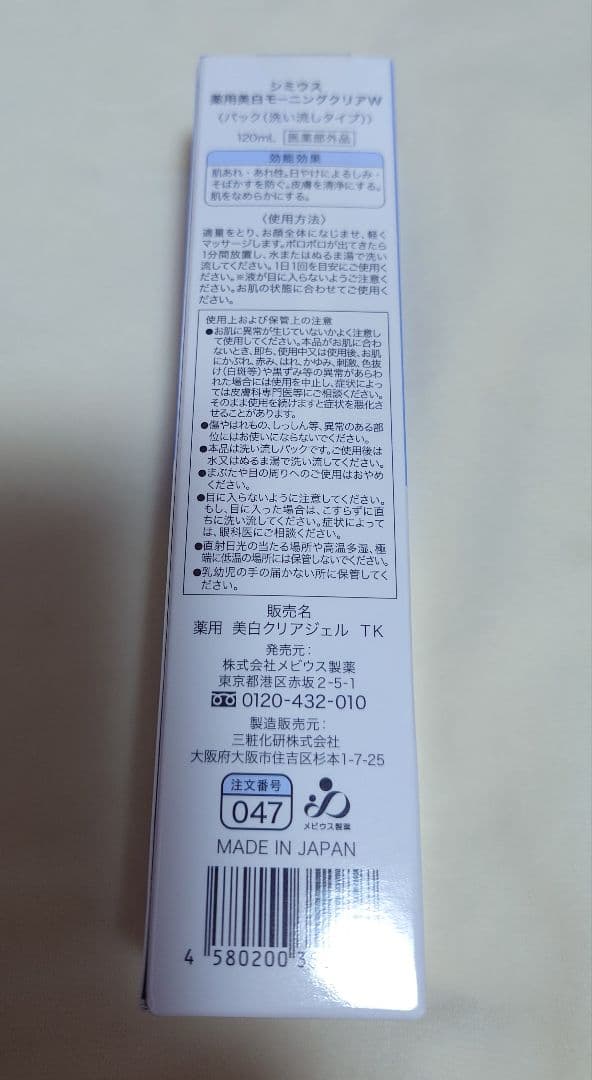 シミウス
薬用美白モーニングクリアW
〈パック(洗い流しタイプ)〉
120mL 医薬部外品
効能効果
肌あれ・あれ性。日やけによるしみ・
そばかすを防ぐ。皮膚を清浄にする。
肌をなめらかにする。
〈使用方法〉
適量をとり、お顔全体になじませ、軽く
マッサージします。ポロポロが出てきたら
1分間放置し、水またはぬるま湯で洗い
流してください。1日1回を目安にご使用く
ださい。※液が目に入らないようご注意く
ださい。お肌の状態に合わせてご使用く
ださい。
使用上および保管上の注意
●お肌に異常が生じていないかよく注意し
て使用してください。本品がお肌に合わ
ないとき、即ち、使用中又は使用後、お肌
にかぶれ、赤み、はれ、かゆみ、刺激、色抜
け(白斑等)や黒ずみ等の異常があらわ
れた場合には使用を中止し、症状によっ
ては皮膚科専門医等にご相談ください。
そのまま使用を続けますと症状を悪化さ
せることがあります。
●傷やはれもの、しっしん等、異常のある部
位にはお使いにならないでください。
●本品は洗い流しパックです。ご使用後は
水又はぬるま湯で洗い流してください。
●まぶたや目の周りへのご使用はおやめ
ください。
●目に入らないように注意してください。
もし、目に入った場合は、こすらずに直
ちに洗い流してください。症状によって
は、眼科医にご相談ください。
●直射日光の当たる場所や高温多湿、極
端に低温の場所には保管しないでください。
●乳幼児の手の届かない所に保管してく
ださい。
販売名
薬用 美白クリアジェル TK
発売元:
株式会社メビウス製薬
東京都港区赤坂2-5-1
0120-432-010
製造販売元:
三粧化研株式会社
大阪府大阪市住吉区杉本1-7-25
注文番号
047
メビウス製薬
MADE IN JAPAN
4 580200